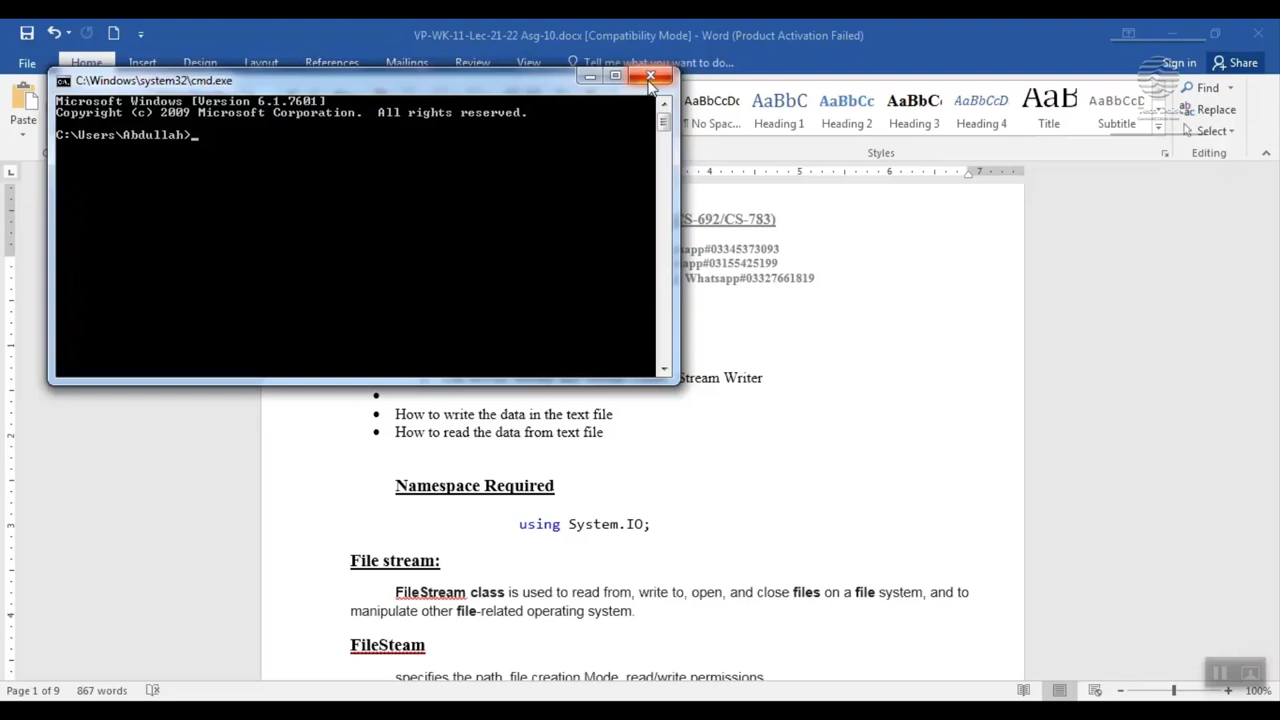 VP-WK-11-Lec-21-22 Asg-10.docx [Compatibility Mode] - Word (Product Activation Failed)
File Home Insert Design Layout References Mailings Review View Tell me what you want to do... Sign in Share
C:\Windows\system32\cmd.exe
Microsoft Windows [Version 6.1.7601]
Copyright (c) 2009 Microsoft Corporation. All rights reserved.
C:\Users\Abdullah>_
Paste
AaBbCcDc AaBbC AaBbCc AaBbC AaBbCcD AaB AaBbCcD
No Spac... Heading 1 Heading 2 Heading 3 Heading 4 Title Subtitle
Find
Replace
Select
Styles
Editing
4 5 6 7
CS-692/CS-783)
sapp#03345373093
app#03155425199
Whatsapp#03327661819
Stream Writer
How to write the data in the text file
How to read the data from text file
Namespace Required
using System.IO;
File stream:
FileStream class is used to read from, write to, open, and close files on a file system, and to
manipulate other file-related operating system.
FileSteam
specifies the path, file creation Mode, read/write permissions
Page 1 of 9 867 words 100%